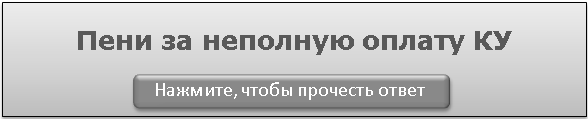 Пени за неполную оплату КУ
Нажмите, чтобы прочесть ответ